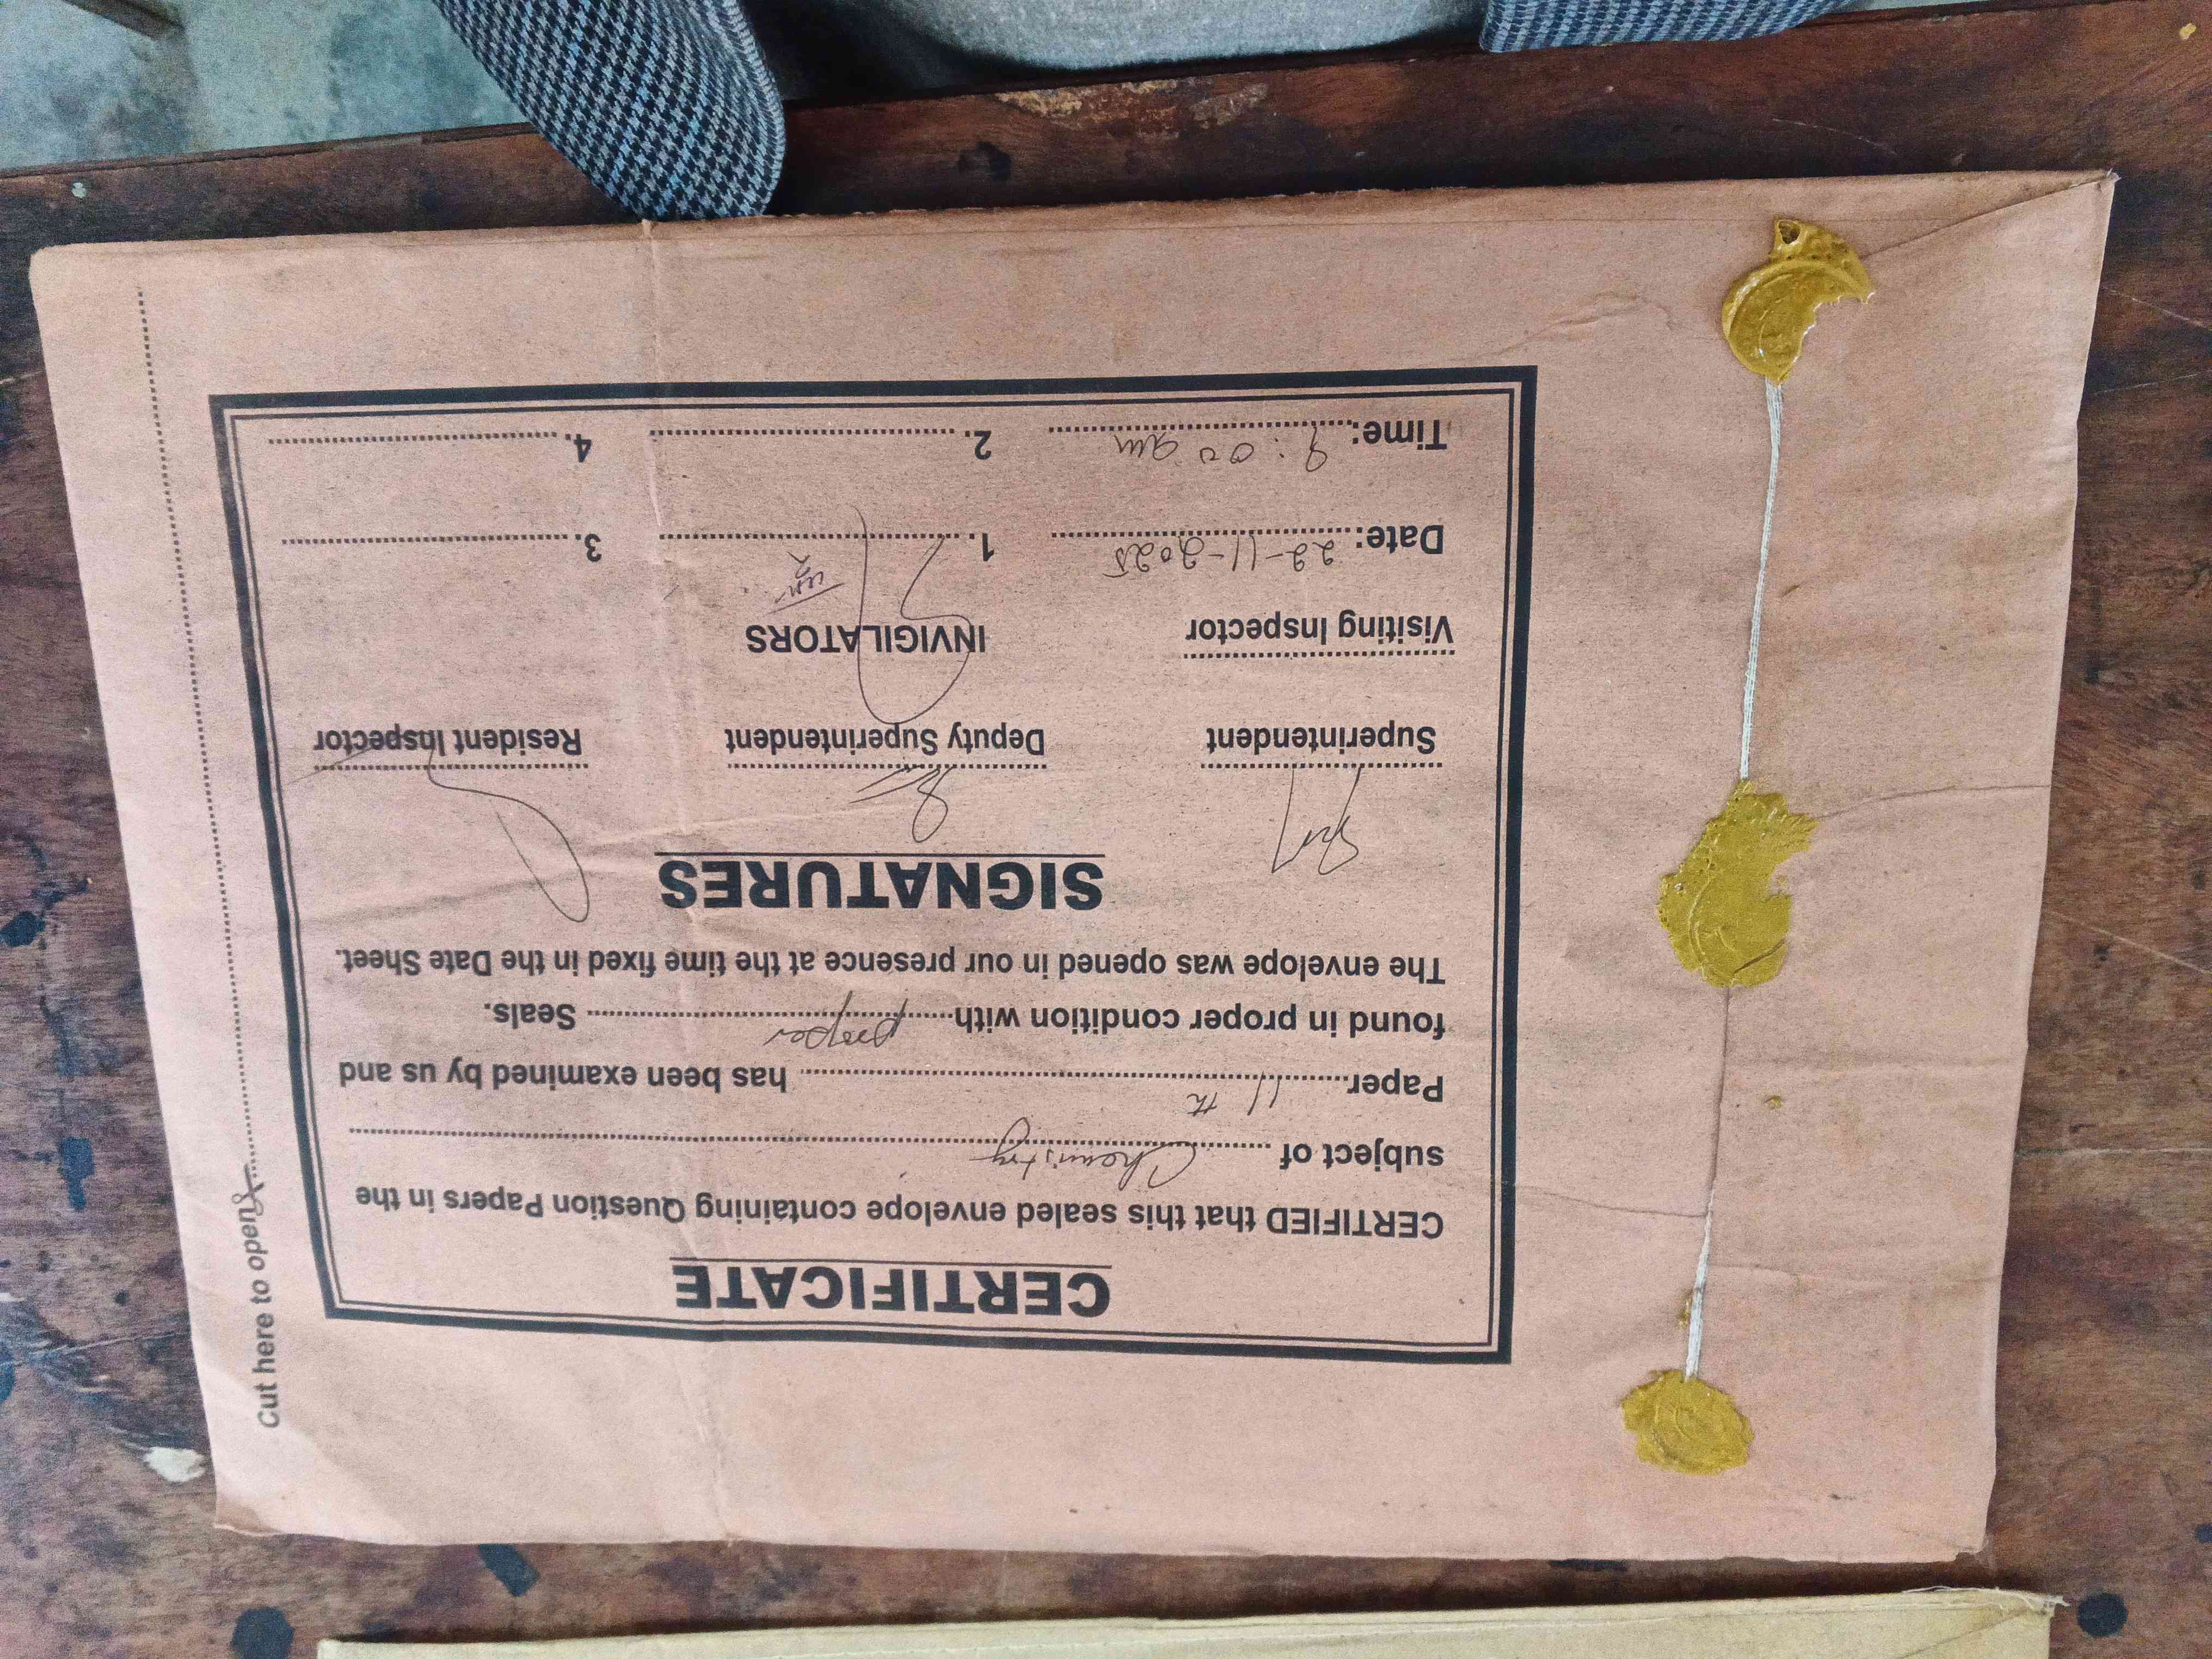 CERTIFICATE
CERTIFIED that this sealed envelope containing Question Papers in the
subject of Chemistry
Paper 11th has been examined by us and
found in proper condition with proper Seals.
The envelope was opened in our presence at the time fixed in the Date Sheet.
SIGNATURES
Superintendent Deputy Superintendent Resident Inspector
Visiting Inspector INVIGILATORS
Date: 22-11-2025 1. 3.
Time: 9:00 am 2. 4.
Cut here to open